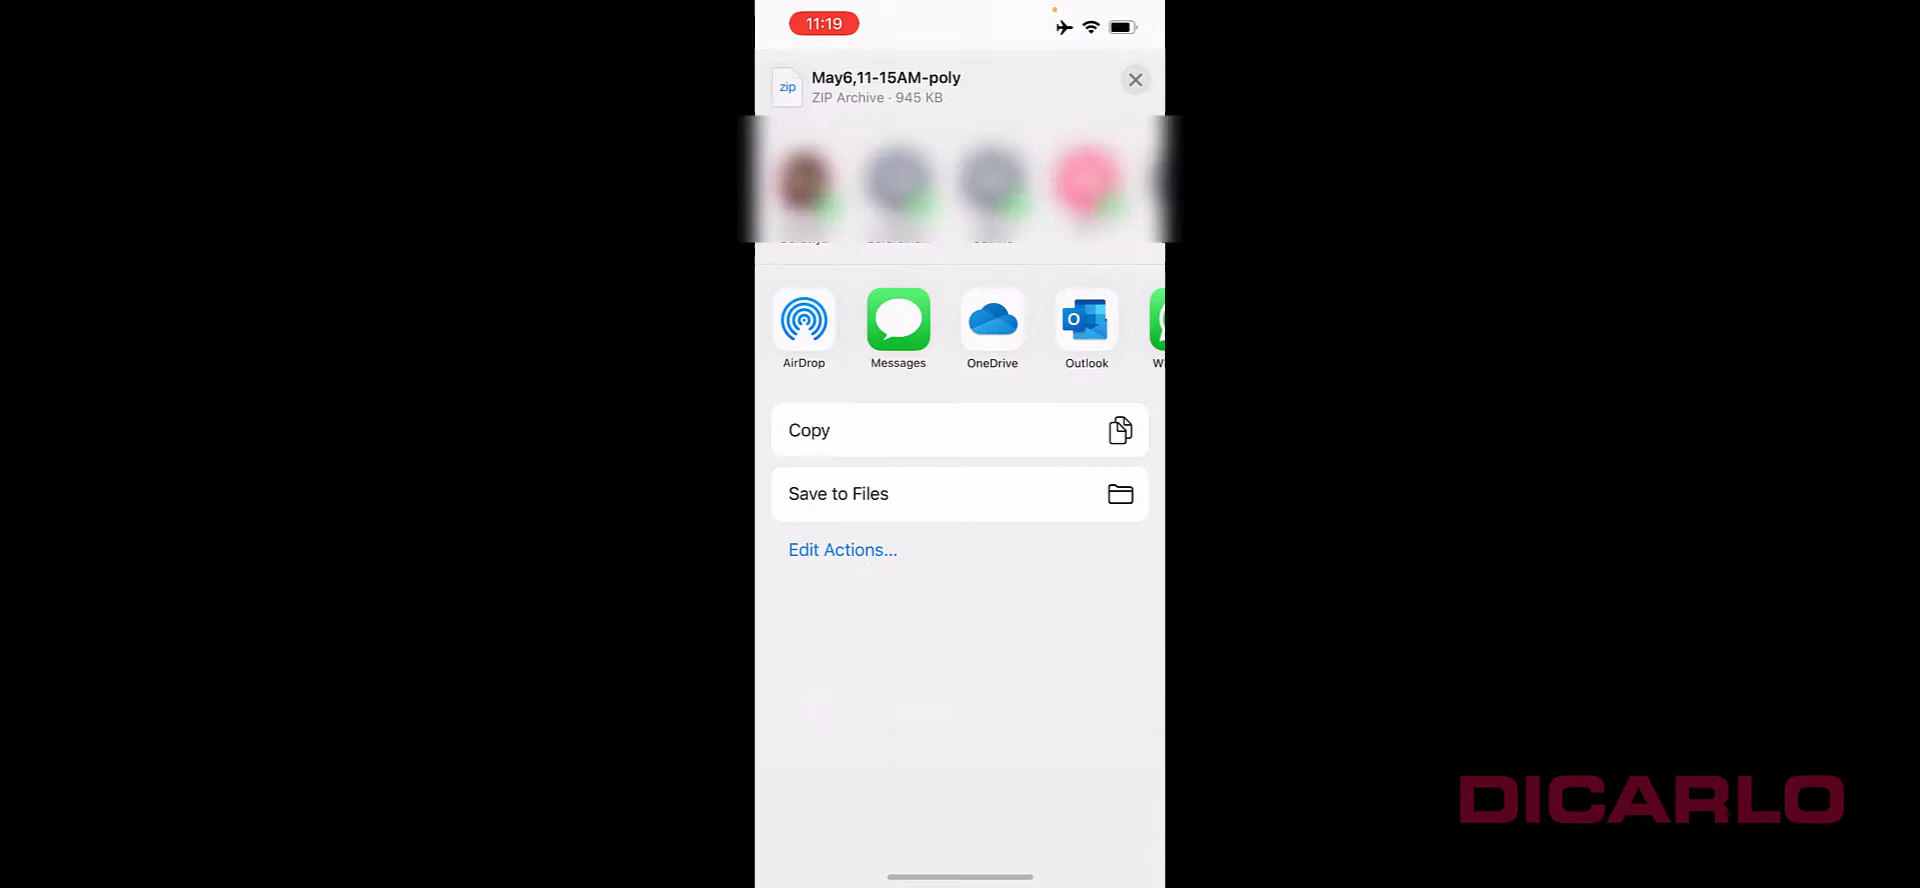 11:19
zip
May6,11-15AM-poly
ZIP Archive · 945 KB
AirDrop
Messages
OneDrive
Outlook
Copy
Save to Files
Edit Actions...
DICARLO